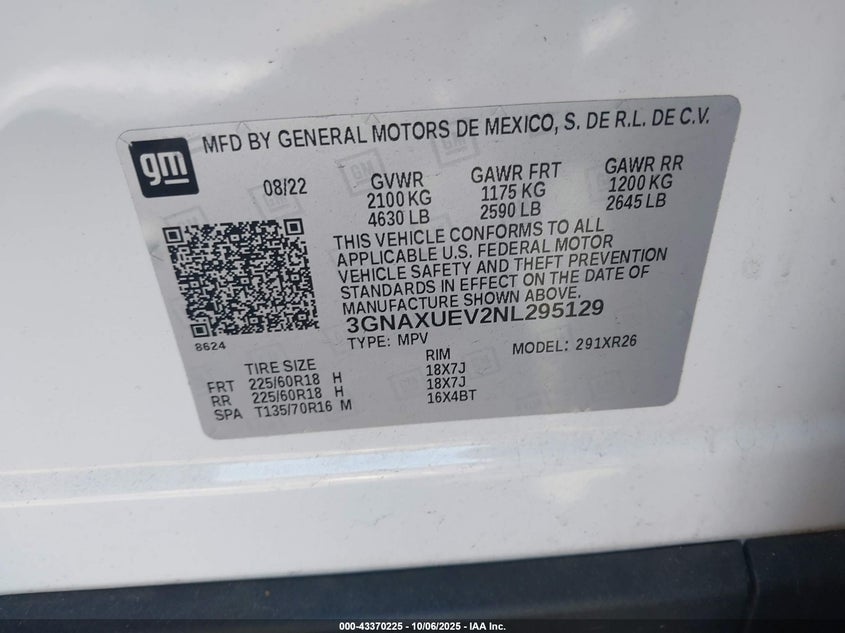 gm
MFD BY GENERAL MOTORS DE MEXICO, S. DE R.L. DE C.V.
08/22
GVWR GAWR FRT GAWR RR
2100 KG 1175 KG 1200 KG
4630 LB 2590 LB 2645 LB
THIS VEHICLE CONFORMS TO ALL
APPLICABLE U.S. FEDERAL MOTOR
VEHICLE SAFETY AND THEFT PREVENTION
STANDARDS IN EFFECT ON THE DATE OF
MANUFACTURE SHOWN ABOVE.
3GNAXUEV2NL295129
8624
TYPE: MPV MODEL: 291XR26
TIRE SIZE RIM
FRT 225/60R18 H 18X7J
RR 225/60R18 H 18X7J
SPA T135/70R16 M 16X4BT
000-43370225 - 10/06/2025 - IAA Inc.